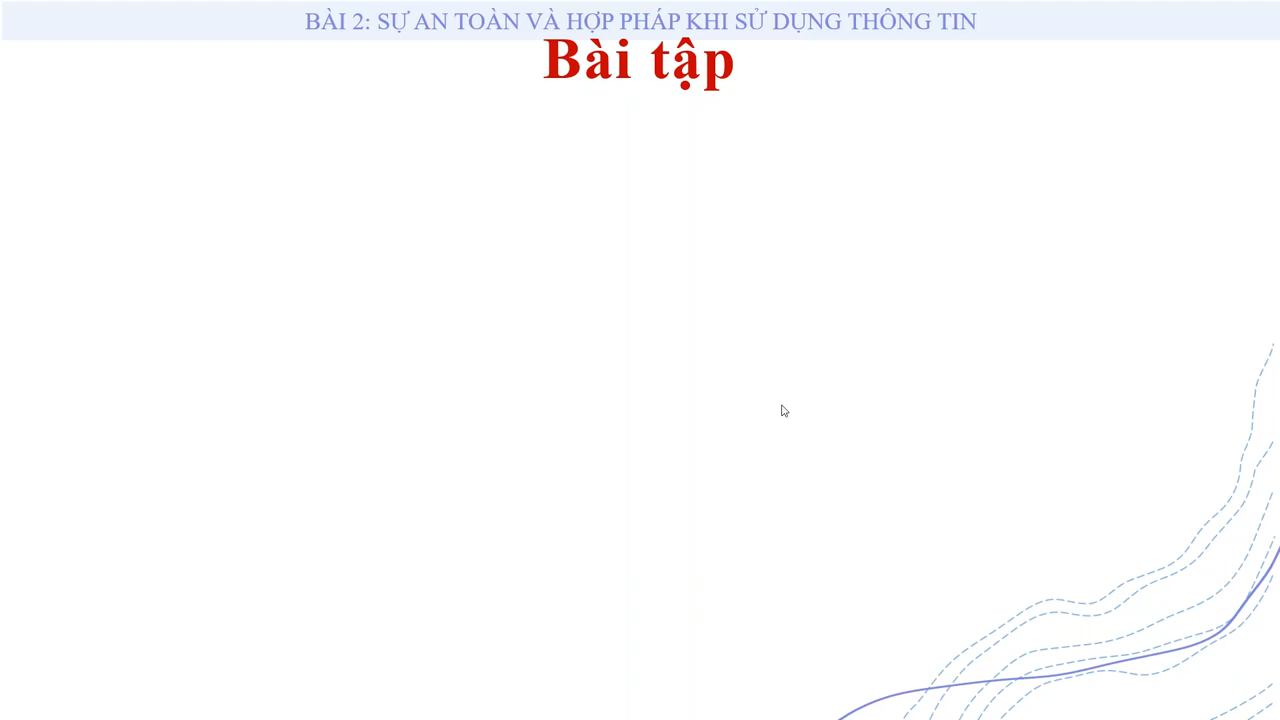 BÀI 2: SỰ AN TOÀN VÀ HỢP PHÁP KHI SỬ DỤNG THÔNG TIN
Bài tập